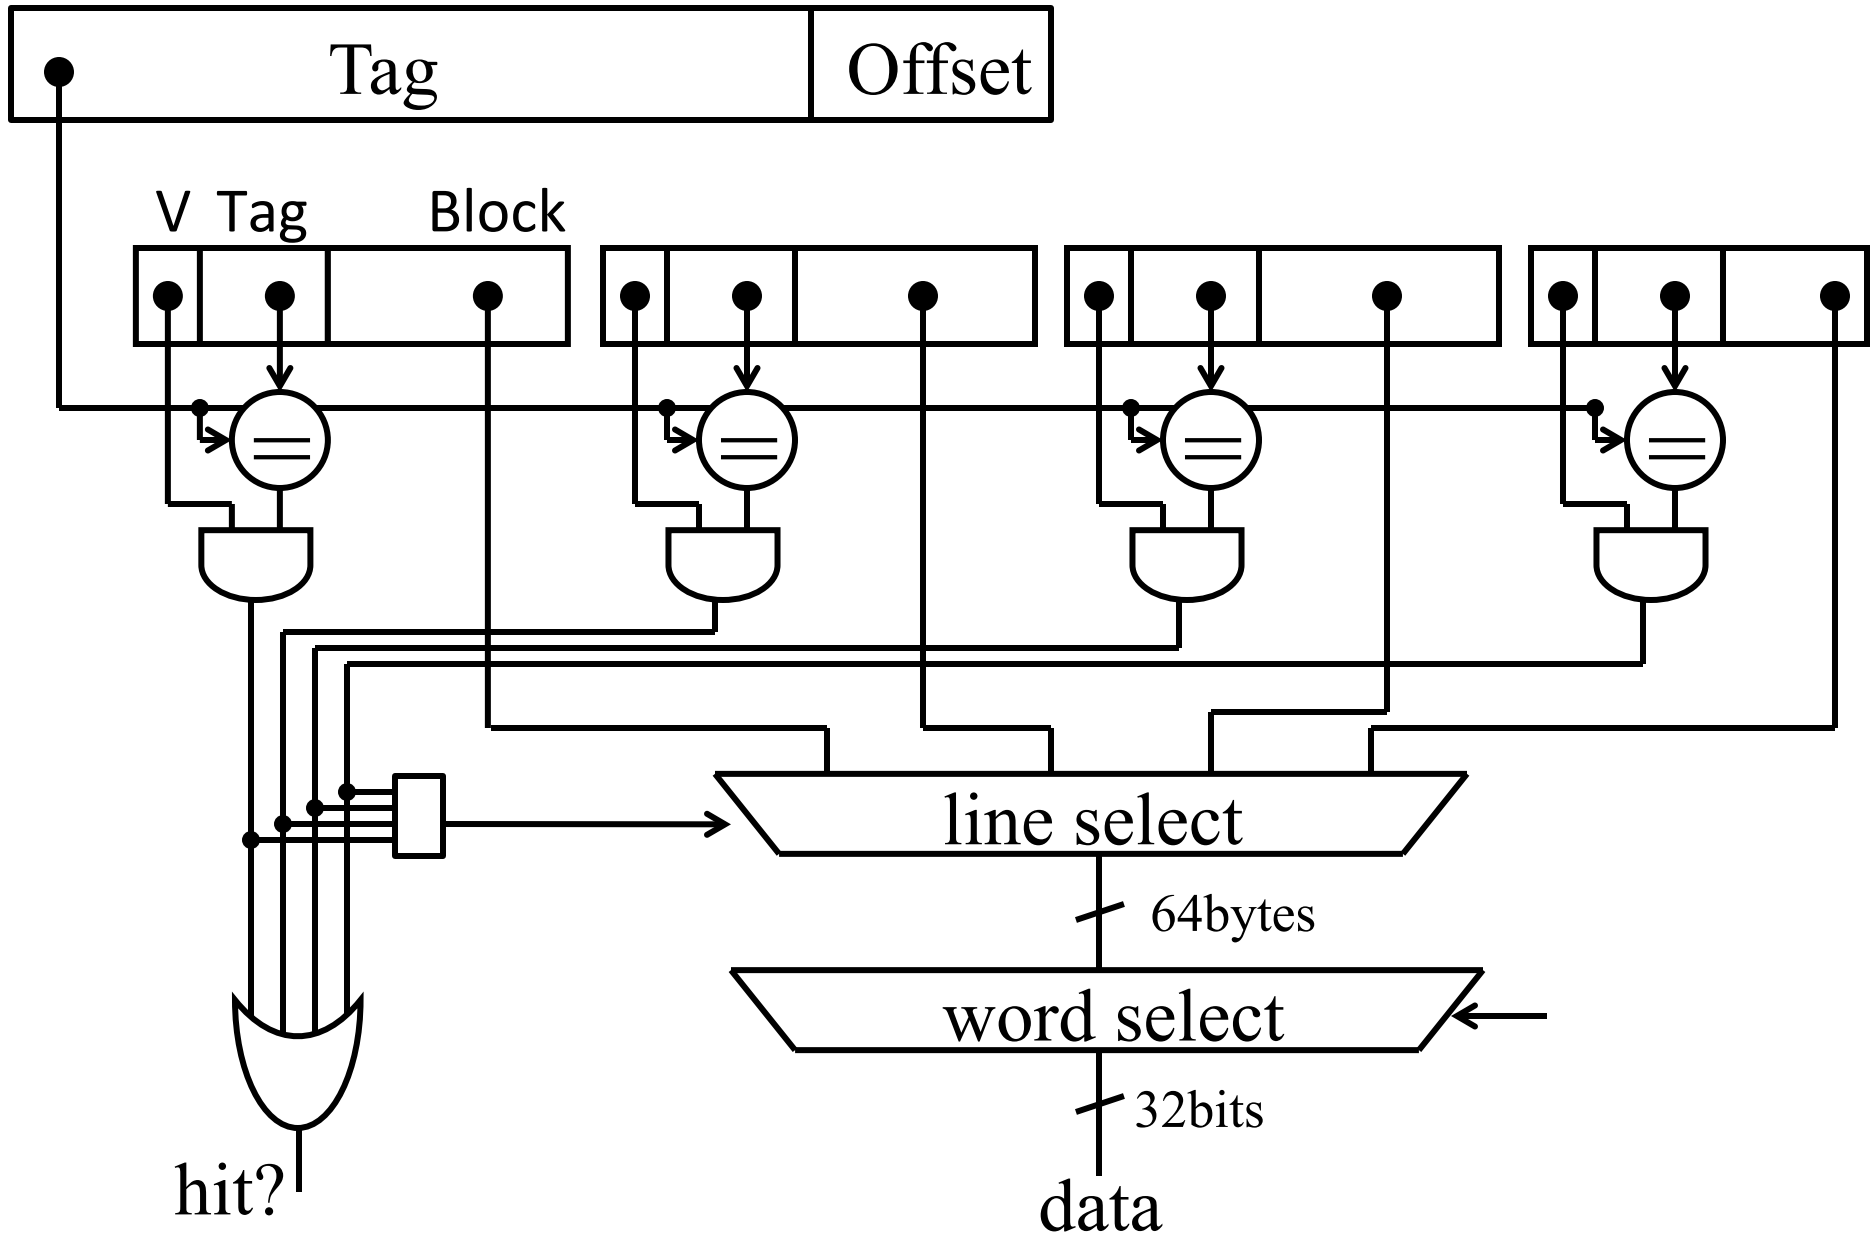 Tag Offset
V Tag Block
line select
64bytes
word select
32bits
hit?
data